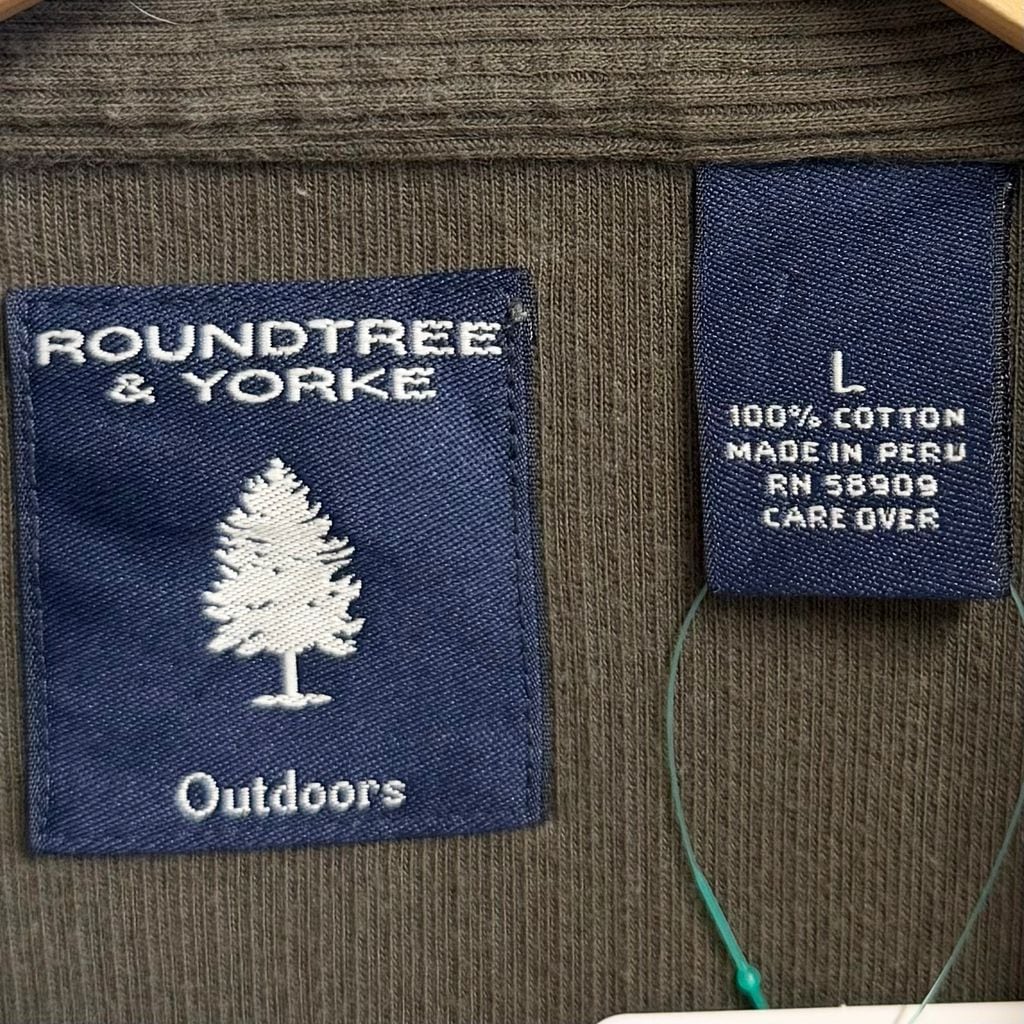 ROUNDTREE
& YORKE
Outdoors
L
100% COTTON
MADE IN PERU
RN 58909
CARE OVER